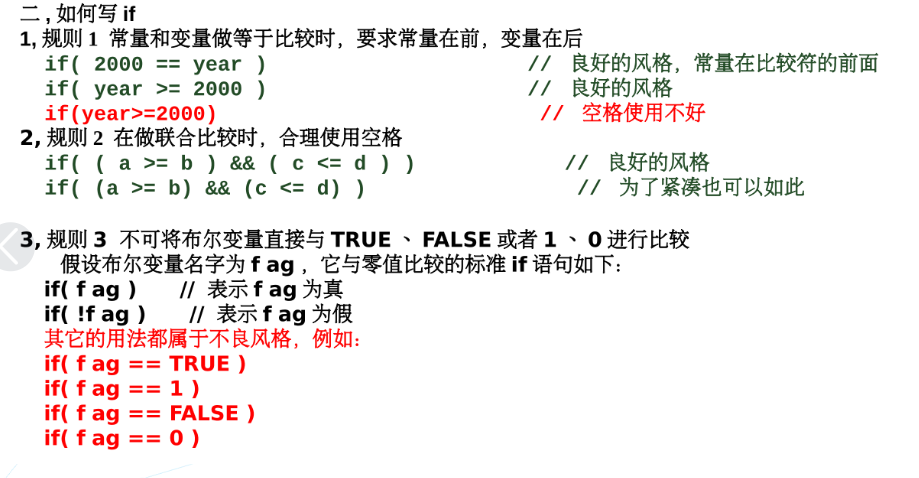 二 , 如何写 if
1, 规则 1 常量和变量做等于比较时，要求常量在前，变量在后
if( 2000 == year ) // 良好的风格，常量在比较符的前面
if( year >= 2000 ) // 良好的风格
if(year>=2000) // 空格使用不好
2, 规则 2 在做联合比较时，合理使用空格
if( ( a >= b ) && ( c <= d ) ) // 良好的风格
if( (a >= b) && (c <= d) ) // 为了紧凑也可以如此
3, 规则 3 不可将布尔变量直接与 TRUE 、 FALSE 或者 1 、 0 进行比较
假设布尔变量名字为 f ag ，它与零值比较的标准 if 语句如下：
if( f ag ) // 表示 f ag 为真
if( !f ag ) // 表示 f ag 为假
其它的用法都属于不良风格，例如：
if( f ag == TRUE )
if( f ag == 1 )
if( f ag == FALSE )
if( f ag == 0 )